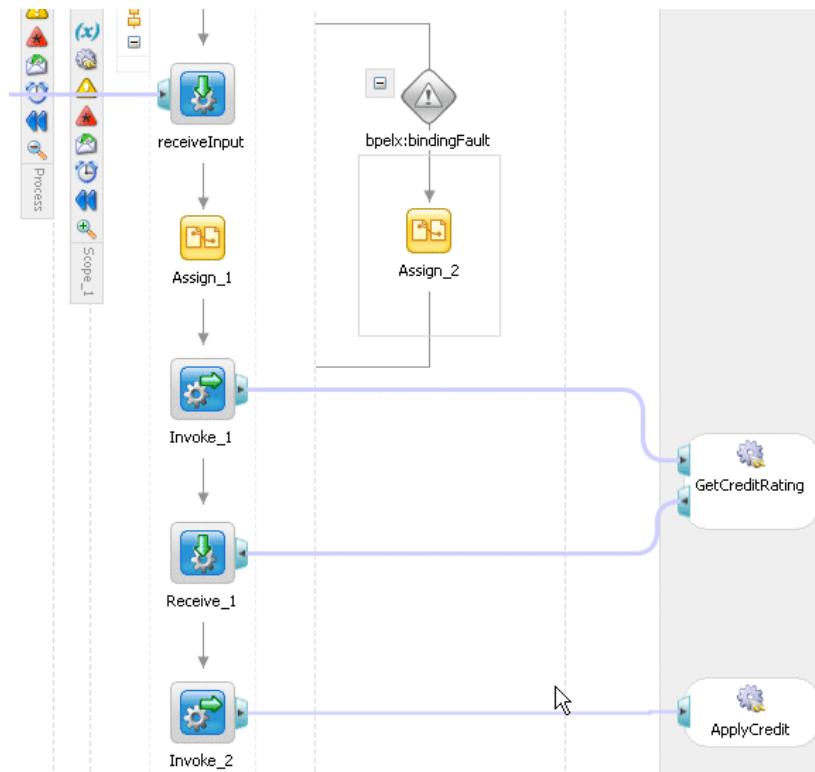 (x)
Process
Scope_1
receiveInput
bpelx:bindingFault
Assign_1
Assign_2
Invoke_1
GetCreditRating
Receive_1
ApplyCredit
Invoke_2